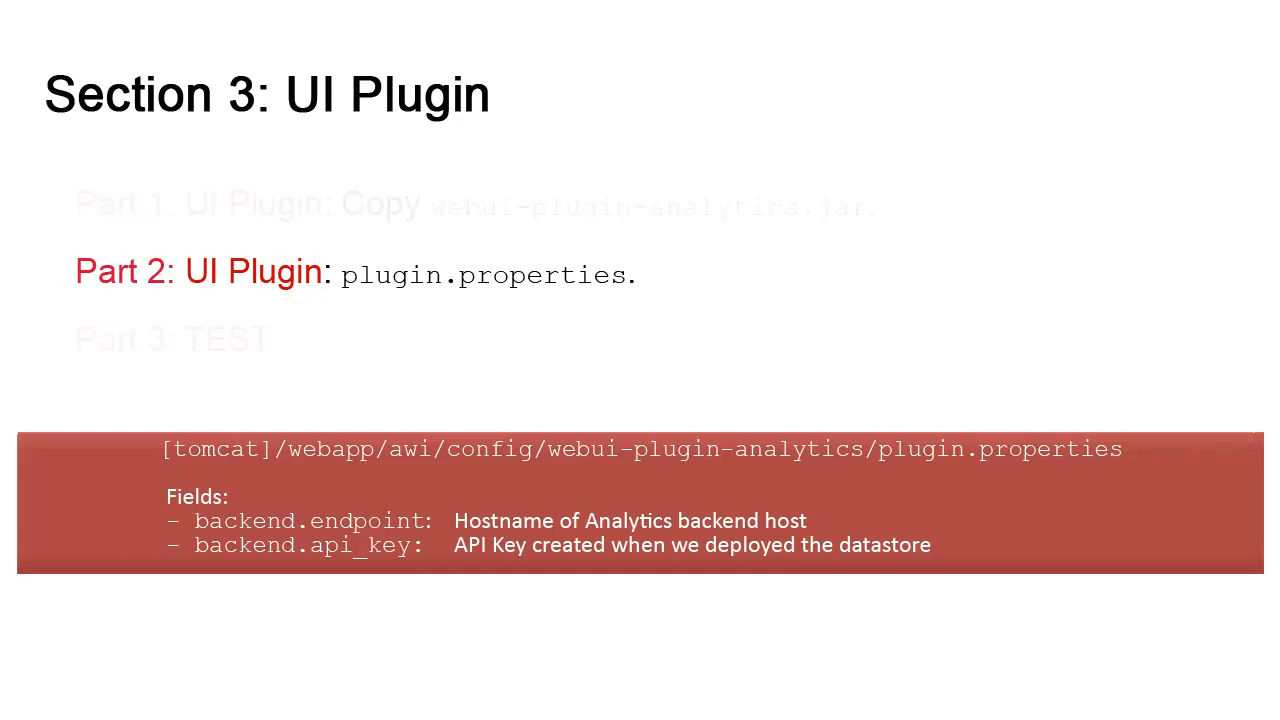 Section 3: UI Plugin
Part 1. UI Plugin: Copy webui-plugin-analytics.jar.
Part 2: UI Plugin: plugin.properties.
Part 3: TEST
[tomcat]/webapp/awi/config/webui-plugin-analytics/plugin.properties
Fields:
- backend.endpoint: Hostname of Analytics backend host
- backend.api_key: API Key created when we deployed the datastore